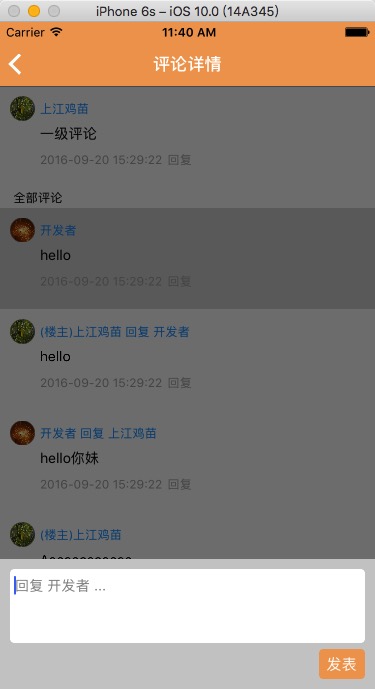 iPhone 6s – iOS 10.0 (14A345)
Carrier 11:40 AM
评论详情
上江鸡苗
一级评论
2016-09-20 15:29:22 回复
全部评论
开发者
hello
2016-09-20 15:29:22 回复
(楼主)上江鸡苗 回复 开发者
hello
2016-09-20 15:29:22 回复
开发者 回复 上江鸡苗
hello你妹
2016-09-20 15:29:22 回复
(楼主)上江鸡苗
回复 开发者 ...
发表